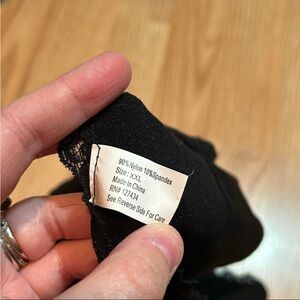 90%Nylon 10%Spandex
Size: XXL
Made in China
RN# 127434
See Reverse Side For Care